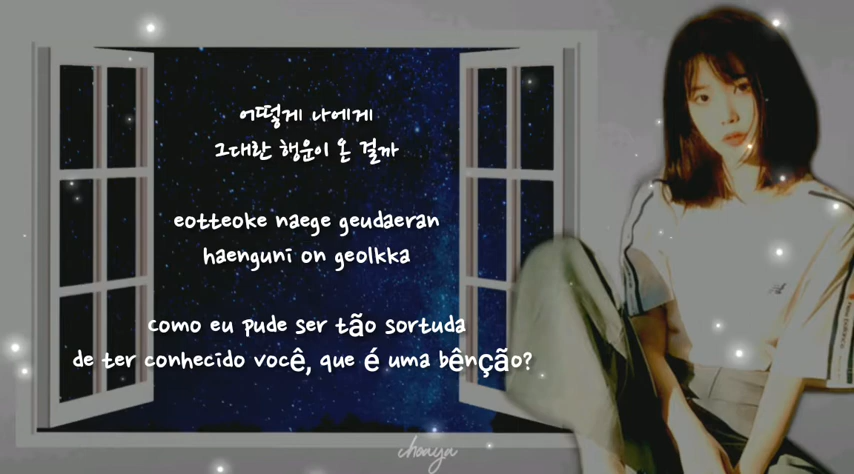 어떻게 나에게
그대란 행운이 온 걸까
eotteoke naege geudaeran
haenguni on geolkka
como eu pude ser tão sortuda
de ter conhecido você, que é uma bênção?
choaya